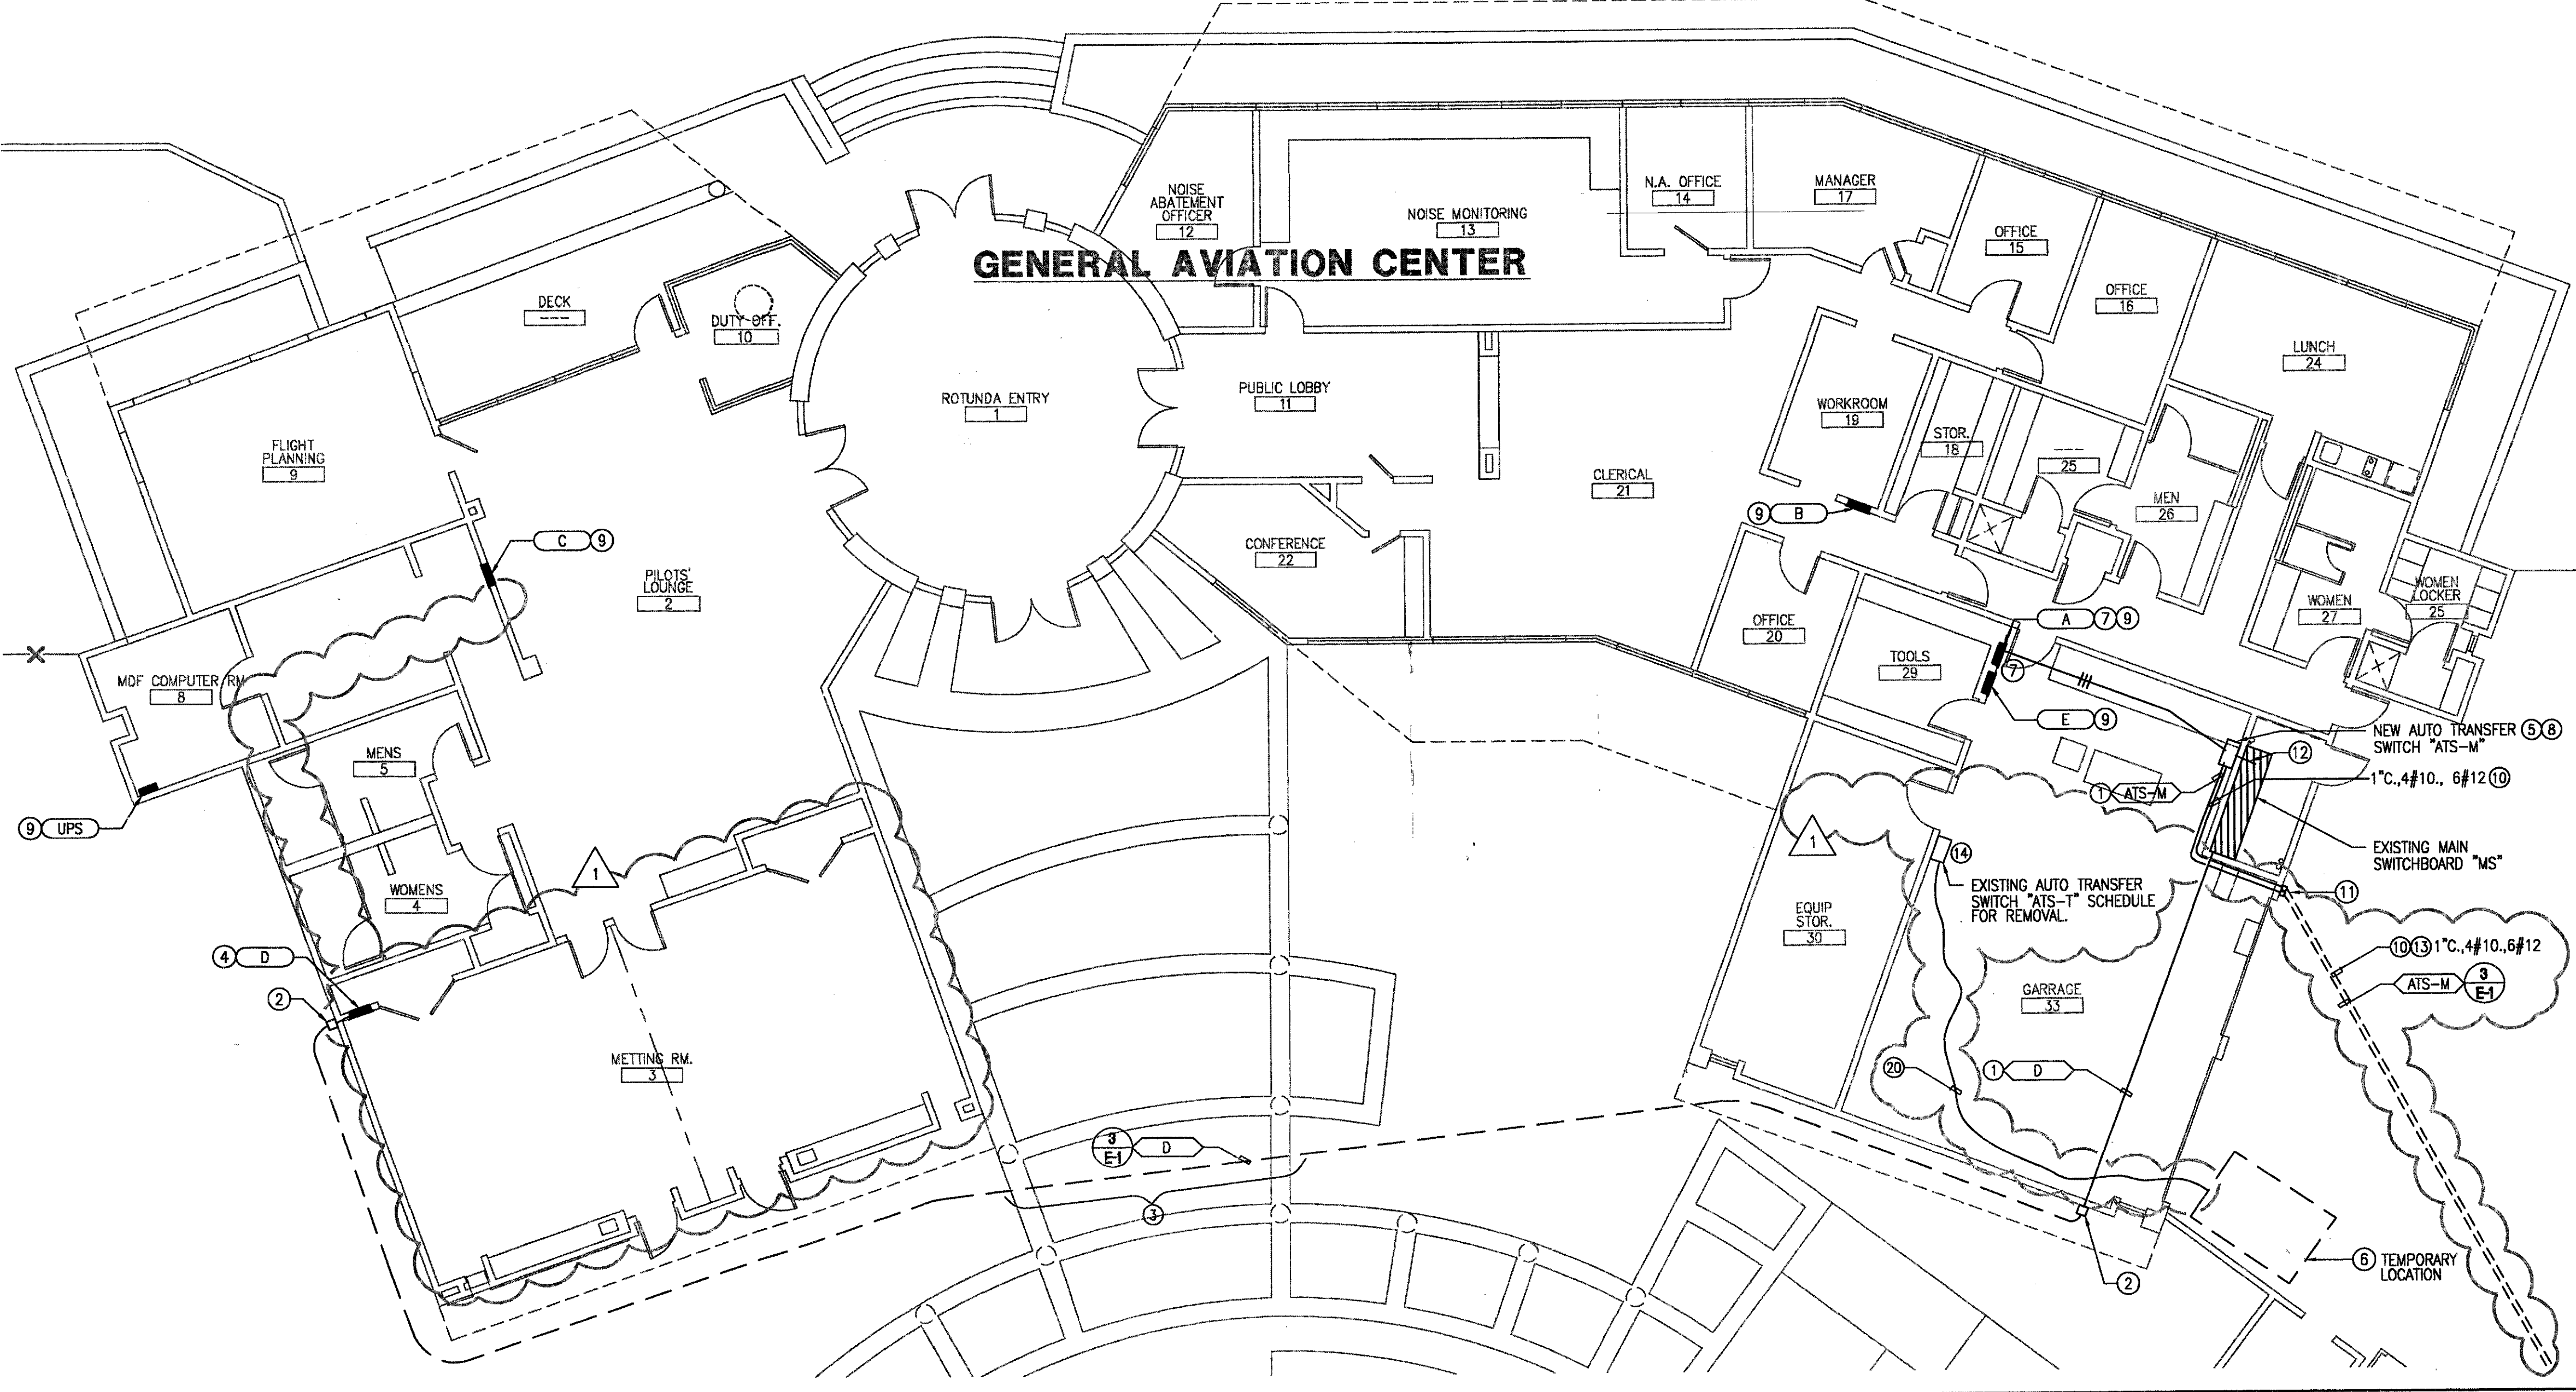 GENERAL AVIATION CENTER
NOISE
ABATEMENT
OFFICER
12
NOISE MONITORING
13
N.A. OFFICE
14
MANAGER
17
OFFICE
15
OFFICE
16
LUNCH
24
DECK
---
DUTY OFF.
10
ROTUNDA ENTRY
1
PUBLIC LOBBY
11
WORKROOM
19
STOR.
18
---
25
MEN
26
CLERICAL
21
FLIGHT
PLANNING
9
C 9
9 B
CONFERENCE
22
PILOTS'
LOUNGE
2
WOMEN
27
WOMEN
LOCKER
25
OFFICE
20
A 7 9
TOOLS
29
7
E 9
MDF COMPUTER RM
8
MENS
5
9 UPS
NEW AUTO TRANSFER 5 8
SWITCH "ATS-M"
12
1"C.,4#10., 6#12 10
1 ATS-M
EXISTING MAIN
SWITCHBOARD "MS"
11
1
1
14
EXISTING AUTO TRANSFER
SWITCH "ATS-T" SCHEDULE
FOR REMOVAL.
WOMENS
4
EQUIP
STOR.
30
4 D
2
10 13 1"C.,4#10.,6#12
ATS-M 3
E-1
GARRAGE
33
METTING RM.
3
20
1 D
3
E-1 D
3
6 TEMPORARY
LOCATION
2